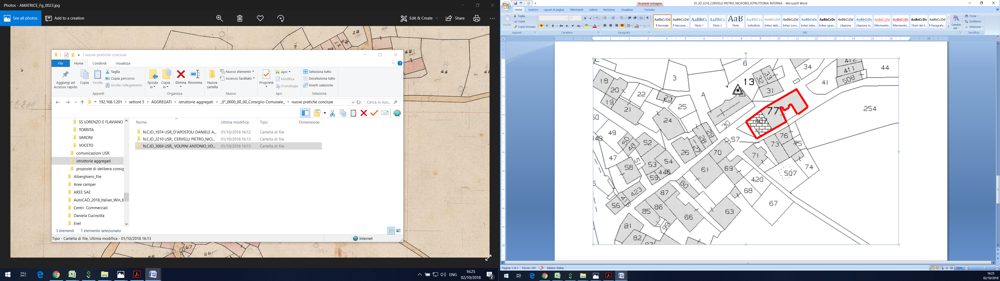 Photos - AMATRICE_Fg_0023.jpg
See all photos
Add to a creation
Edit & Create
Share
nuove pratiche concluse
File Home Condividi Visualizza
Aggiungi ad
Accesso rapido
Copia
Incolla
Taglia
Copia percorso
Incolla collegamento
Appunti
Sposta
in
Copia
in
Elimina
Rinomina
Organizza
Nuova
cartella
Nuovo elemento
Accesso facilitato
Nuovo
Proprietà
Apri
Modifica
Cronologia
Apri
Seleziona tutto
Deseleziona tutto
Inverti selezione
Seleziona
« 192.168.1.201 > settore 5 > AGGREGATI > istruttorie aggregati > _0°_0000_00_00_Consiglio Comunale_ > nuove pratiche concluse
Cerca in nuo...
SS LORENZO E FLAVIANO
TORRITA
VARONI
VOCETO
comunicazioni USR
istruttorie aggregati
proposte di delibera consig
Alberghiero_file
Aree camper
AREE SAE
AutoCAD_2018_Italian_Win_6
Centri Commerciali
Daniela Cucinotta
Enel
Nome Ultima modifica Tipo Dimensione
N.C.ID_1974 USR_D'APOSTOLI DANIELE A... 01/10/2018 16:12 Cartella di file
N.C.ID_2210 USR_ CERVELLI PIETRO_NICI... 01/10/2018 16:13 Cartella di file
N.C.ID_3069 USR_ VOLPINI ANTONIO_VO... 01/10/2018 16:13 Cartella di file
3 elementi 1 elemento selezionato
Tipo - Cartella di file, Ultima modifica - 01/10/2018 16:13
Internet
ENG
16:25
02/10/2018
2
Strumenti immagine
01_ID 2210_CERVELLI PIETRO_NICIFORO_ISTRUTTORIA INTERNA - Microsoft Word
Home Inserisci Layout di pagina Riferimenti Lettere Revisione Visualizza Formato
Incolla
Taglia
Copia
Copia formato
Appunti
Carattere
Paragrafo
AaBbCcDd
¶ Normale
AaBbCcDd
¶ Nessuna ...
Titolo 1
Titolo 2
Titolo
Sottotitolo
Enfasi delic...
Enfasi (cors...
Enfasi inten...
Enfasi (gras...
Citazione
Citazione in...
Riferimento...
Riferimento...
Titolo del li...
¶ Paragrafo...
Cambia
stili
Stili
Trova
Sostituisci
Seleziona
Modifica
6
34
412
411
508
44
3
18
20
19
21
22
23
25
A
13
32
33
31
41
77
407
254
24
30
50
49
149
47
48
52
26
27
28
29
57
70
76
73
75
71
58
51
53
54
446
59
61
69
74
507
420
68
67
60
423
56
87
86
85
66
63
81
82
Pagina: 3 di 3 Parole: 285 Italiano (Italia)
190%
16:25
02/10/2018